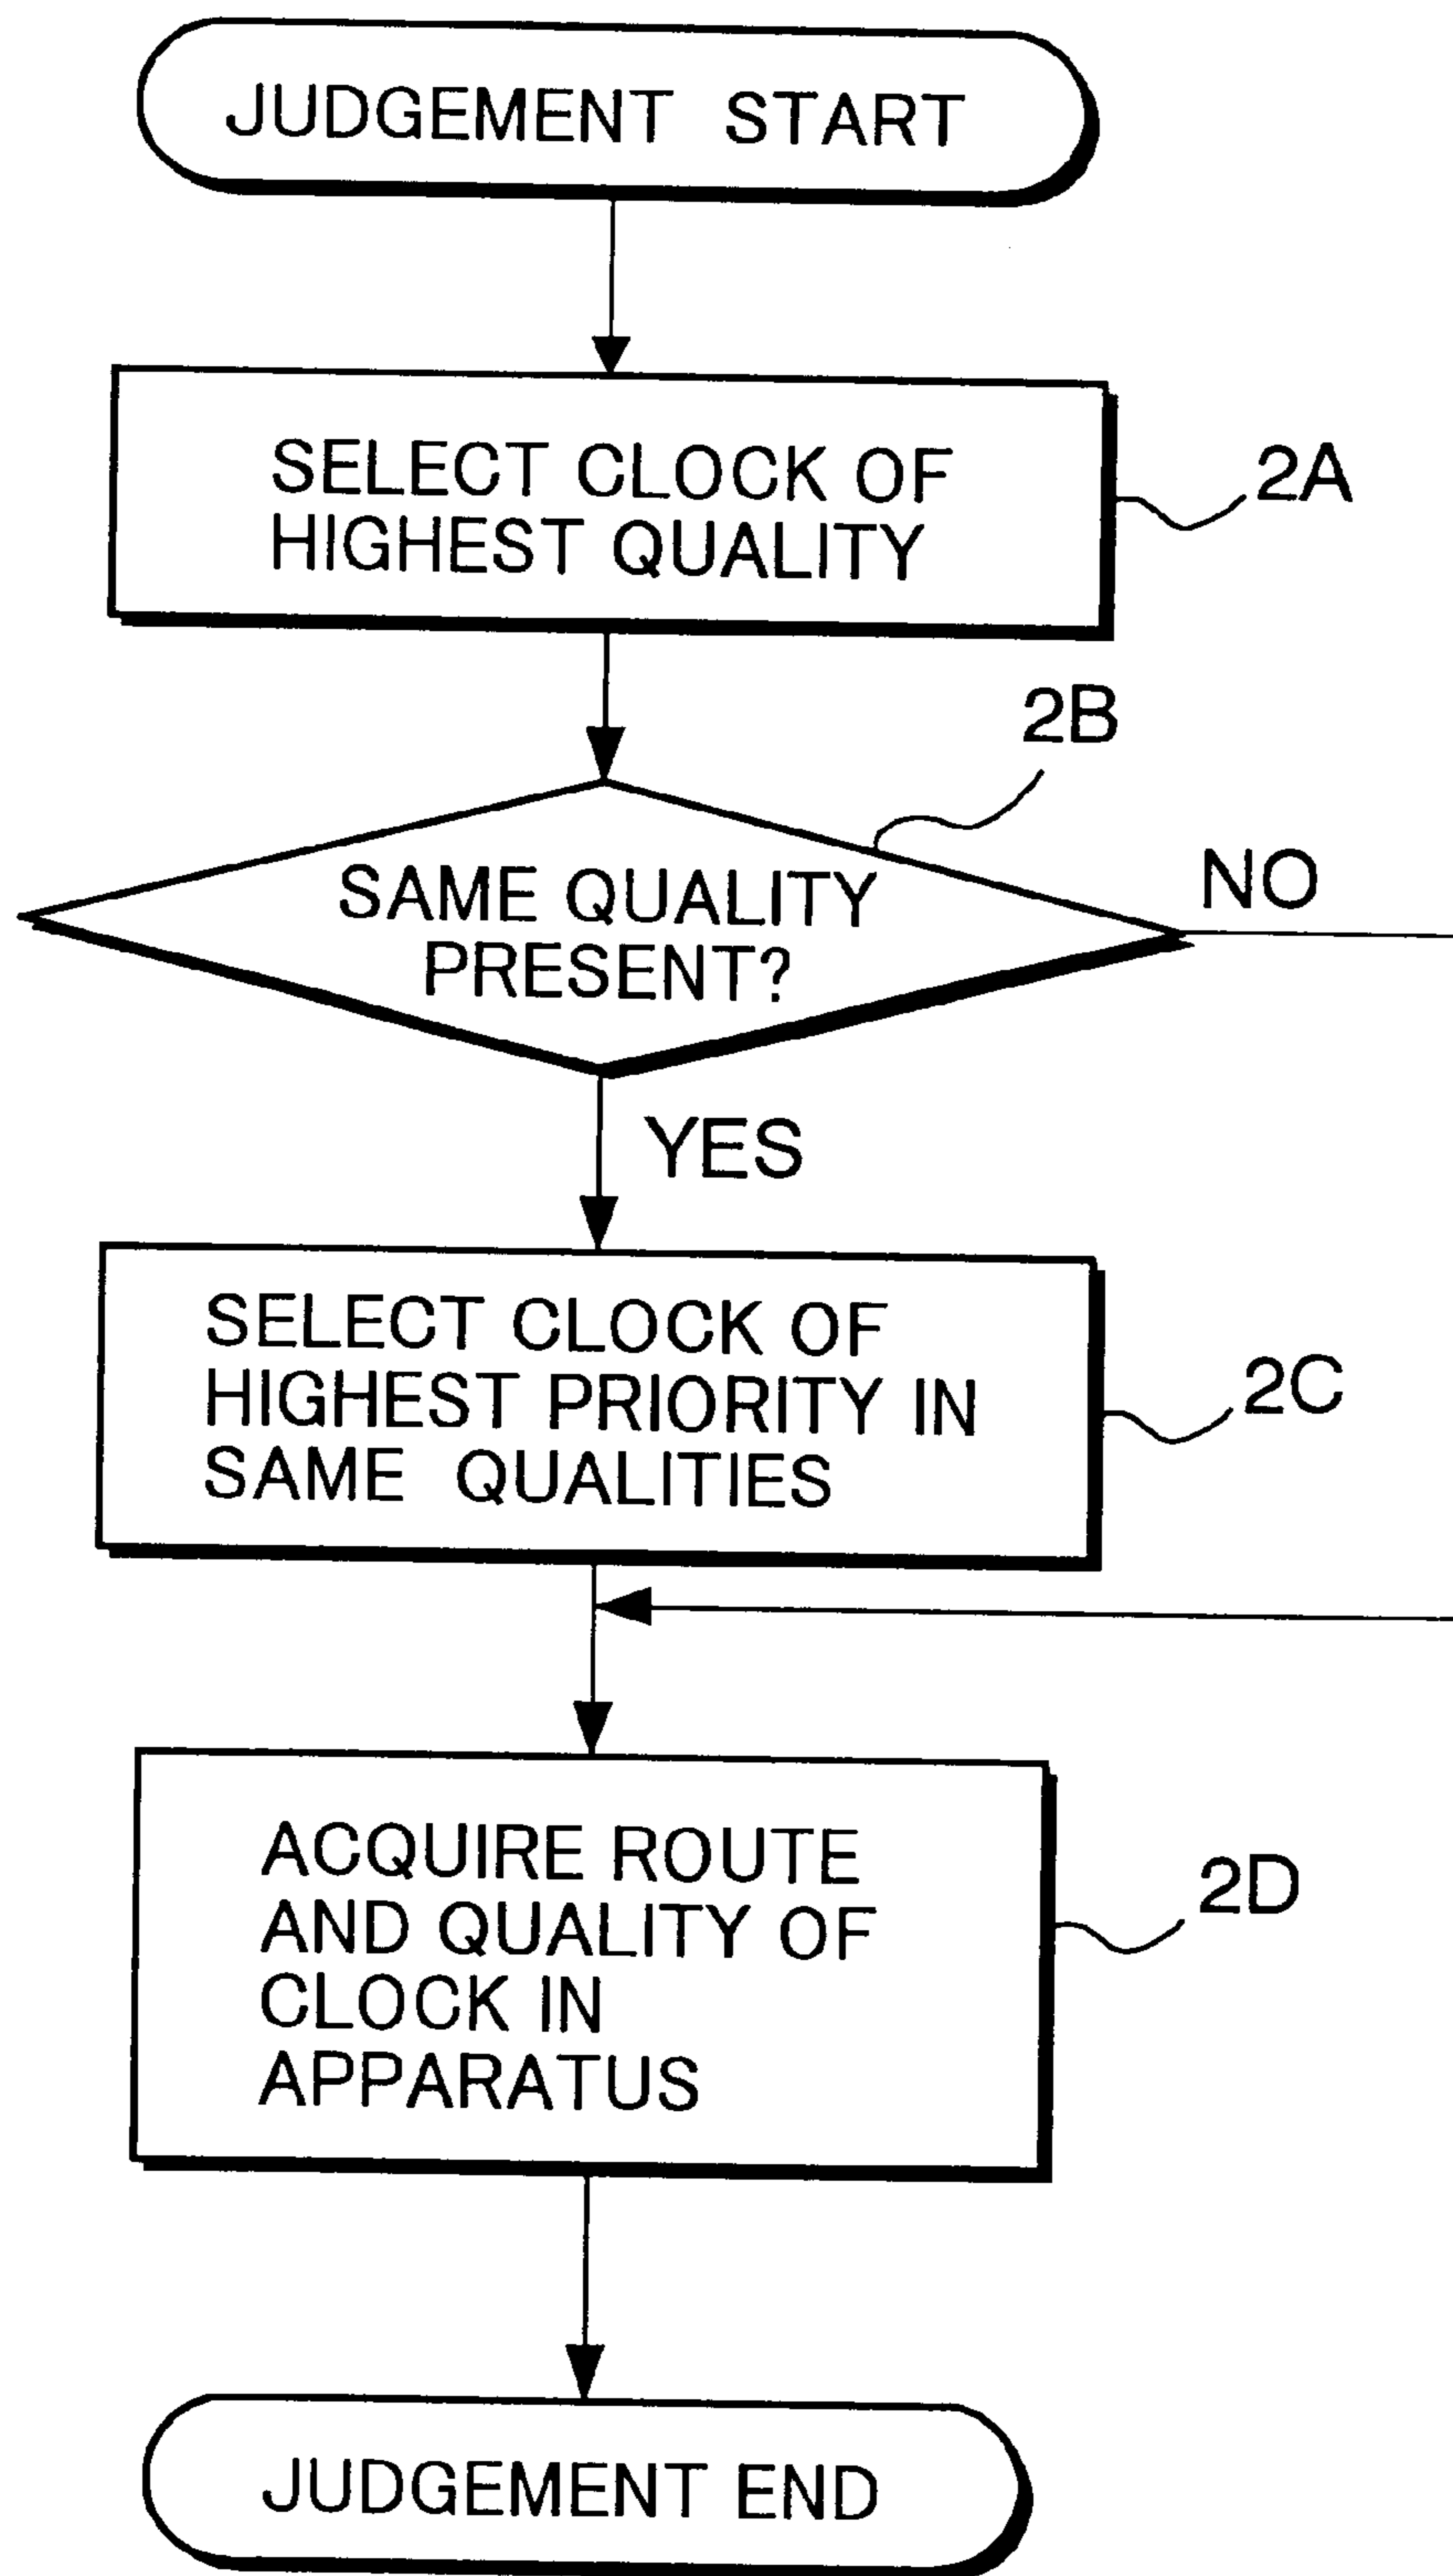 JUDGEMENT START
SELECT CLOCK OF
HIGHEST QUALITY
2A
2B
SAME QUALITY
PRESENT?
NO
YES
SELECT CLOCK OF
HIGHEST PRIORITY IN
SAME QUALITIES
2C
ACQUIRE ROUTE
AND QUALITY OF
CLOCK IN
APPARATUS
2D
JUDGEMENT END